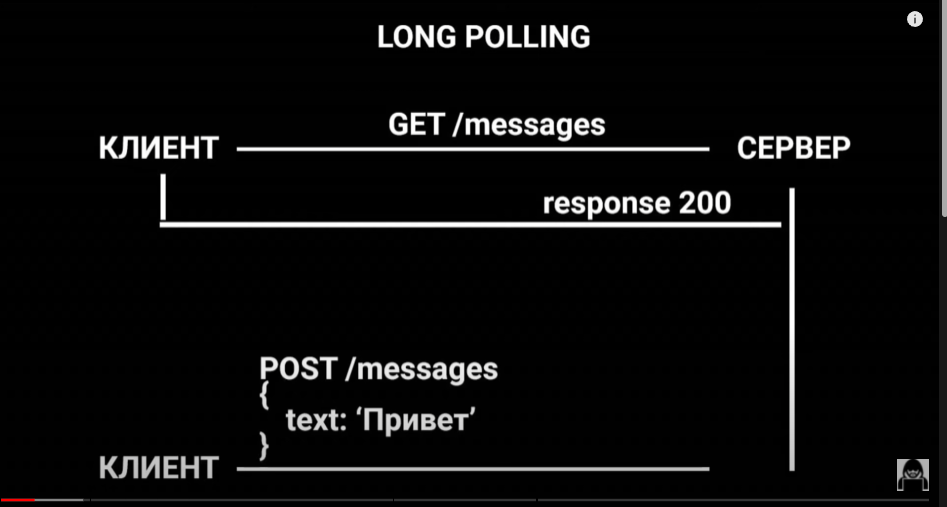 LONG POLLING
GET /messages
КЛИЕНТ
СЕРВЕР
response 200
POST /messages
{
text: ‘Привет’
}
КЛИЕНТ